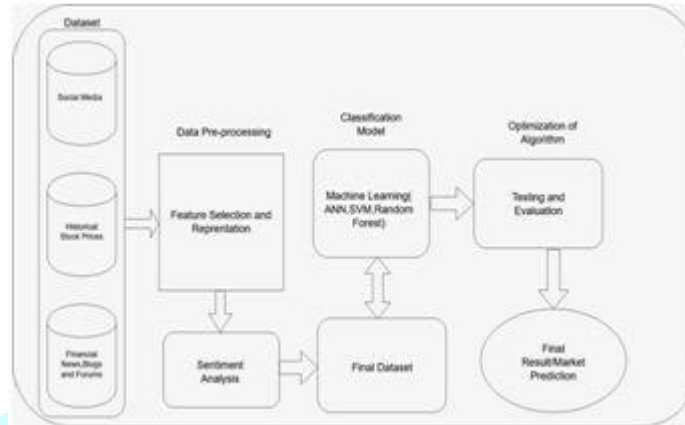 Dataset
Social Media
Historical
Stock Prices
Financial
News,Blogs
and Forums
Data Pre-processing
Feature Selection and
Reprentation
Sentiment
Analysis
Classification
Model
Machine Learning(
ANN,SVM,Random
Forest)
Final Dataset
Optimization of
Algorithm
Testing and
Evaluation
Final
Result/Market
Prediction